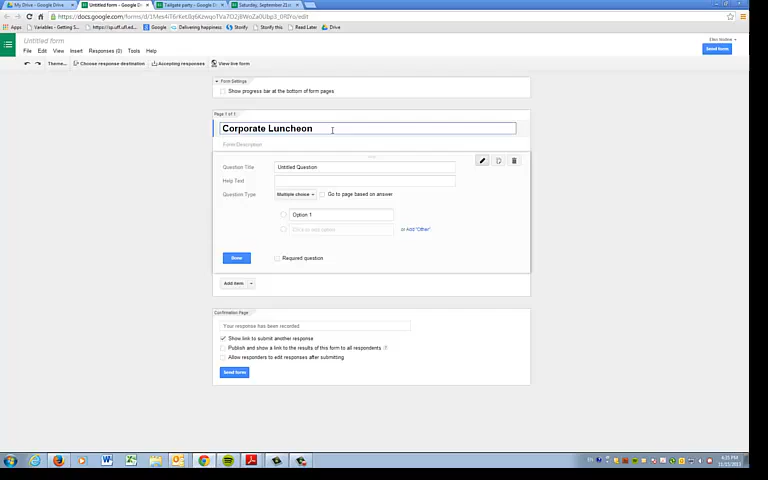 My Drive - Google Drive
Untitled form - Google D
Tailgate party - Google D
Saturday, September 21st
Apps
Variables - Getting S
Google
Delivering happiness
Storify
Storify this
Read Later
Drive
Untitled form
File Edit View Insert Responses (0) Tools Help
Send form
Theme...
Choose response destination
Accepting responses
View live form
Form Settings
Show progress bar at the bottom of form pages
Page 1 of 1
Corporate Luncheon
Form Description
Question Title
Untitled Question
Help Text
Question Type
Multiple choice
Go to page based on answer
Option 1
Click to add option
or Add "Other"
Done
Required question
Add item
Confirmation Page
Your response has been recorded
Show link to submit another response
Publish and show a link to the results of this form to all respondents
Allow responders to edit responses after submitting
Send form
EN
4:21 PM